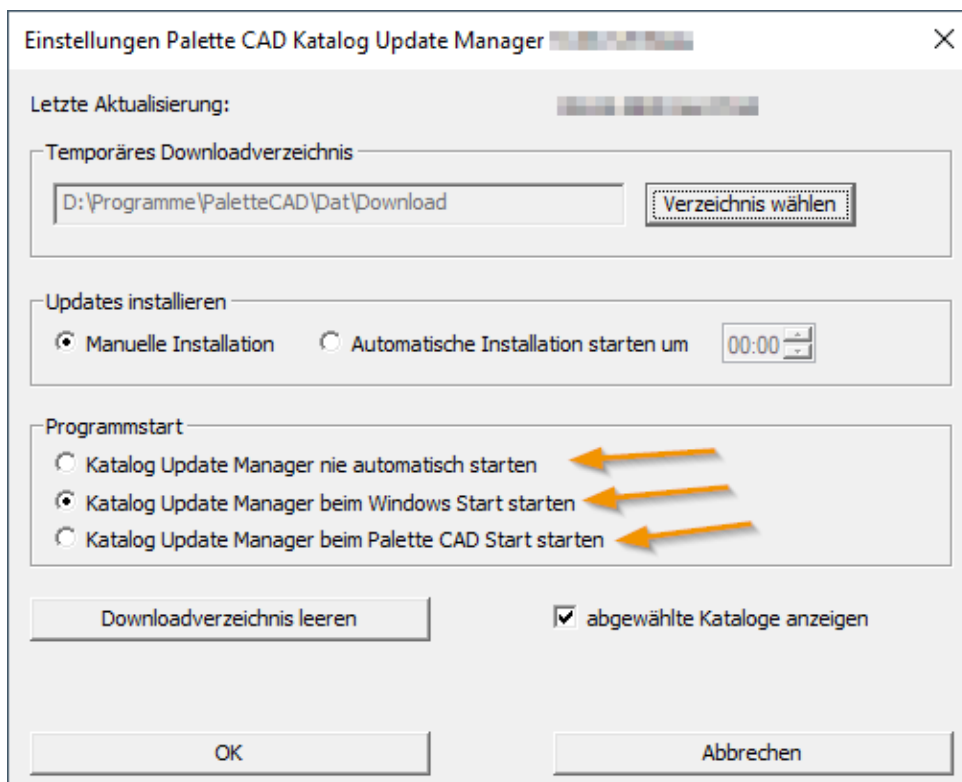 Einstellungen Palette CAD Katalog Update Manager
Letzte Aktualisierung:
Temporäres Downloadverzeichnis
D:\Programme\PaletteCAD\Dat\Download
Verzeichnis wählen
Updates installieren
Manuelle Installation
Automatische Installation starten um
00:00
Programmstart
Katalog Update Manager nie automatisch starten
Katalog Update Manager beim Windows Start starten
Katalog Update Manager beim Palette CAD Start starten
Downloadverzeichnis leeren
abgewählte Kataloge anzeigen
OK
Abbrechen